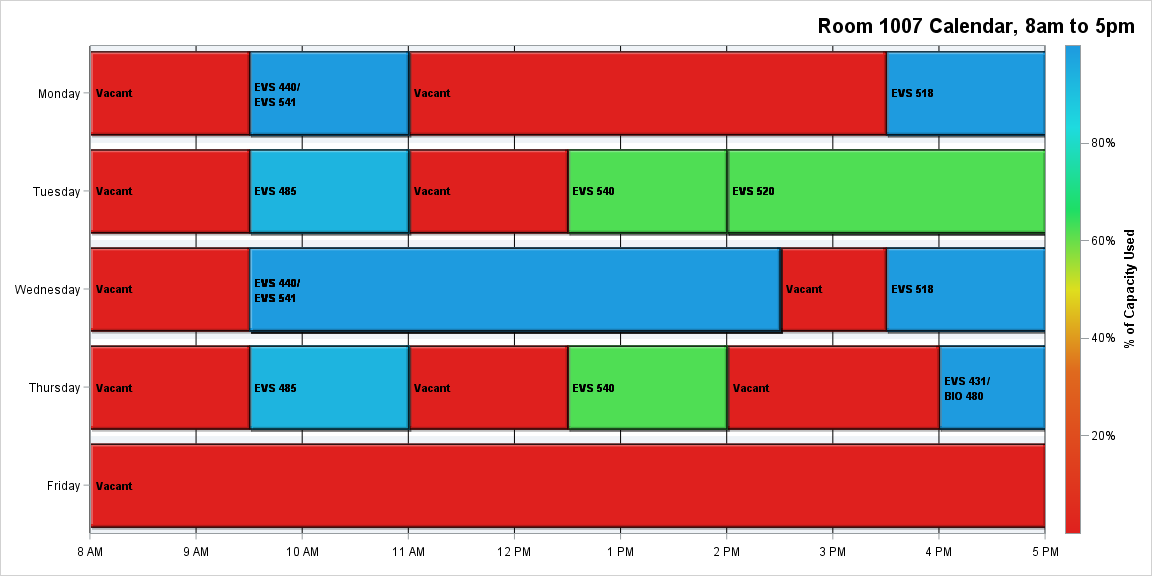 Room 1007 Calendar, 8am to 5pm
Monday
Vacant
EVS 440/
EVS 541
Vacant
EVS 518
Tuesday
Vacant
EVS 485
Vacant
EVS 540
EVS 520
Wednesday
Vacant
EVS 440/
EVS 541
Vacant
EVS 518
Thursday
Vacant
EVS 485
Vacant
EVS 540
Vacant
EVS 431/
BIO 480
Friday
Vacant
8 AM
9 AM
10 AM
11 AM
12 PM
1 PM
2 PM
3 PM
4 PM
5 PM
80%
60%
40%
20%
% of Capacity Used